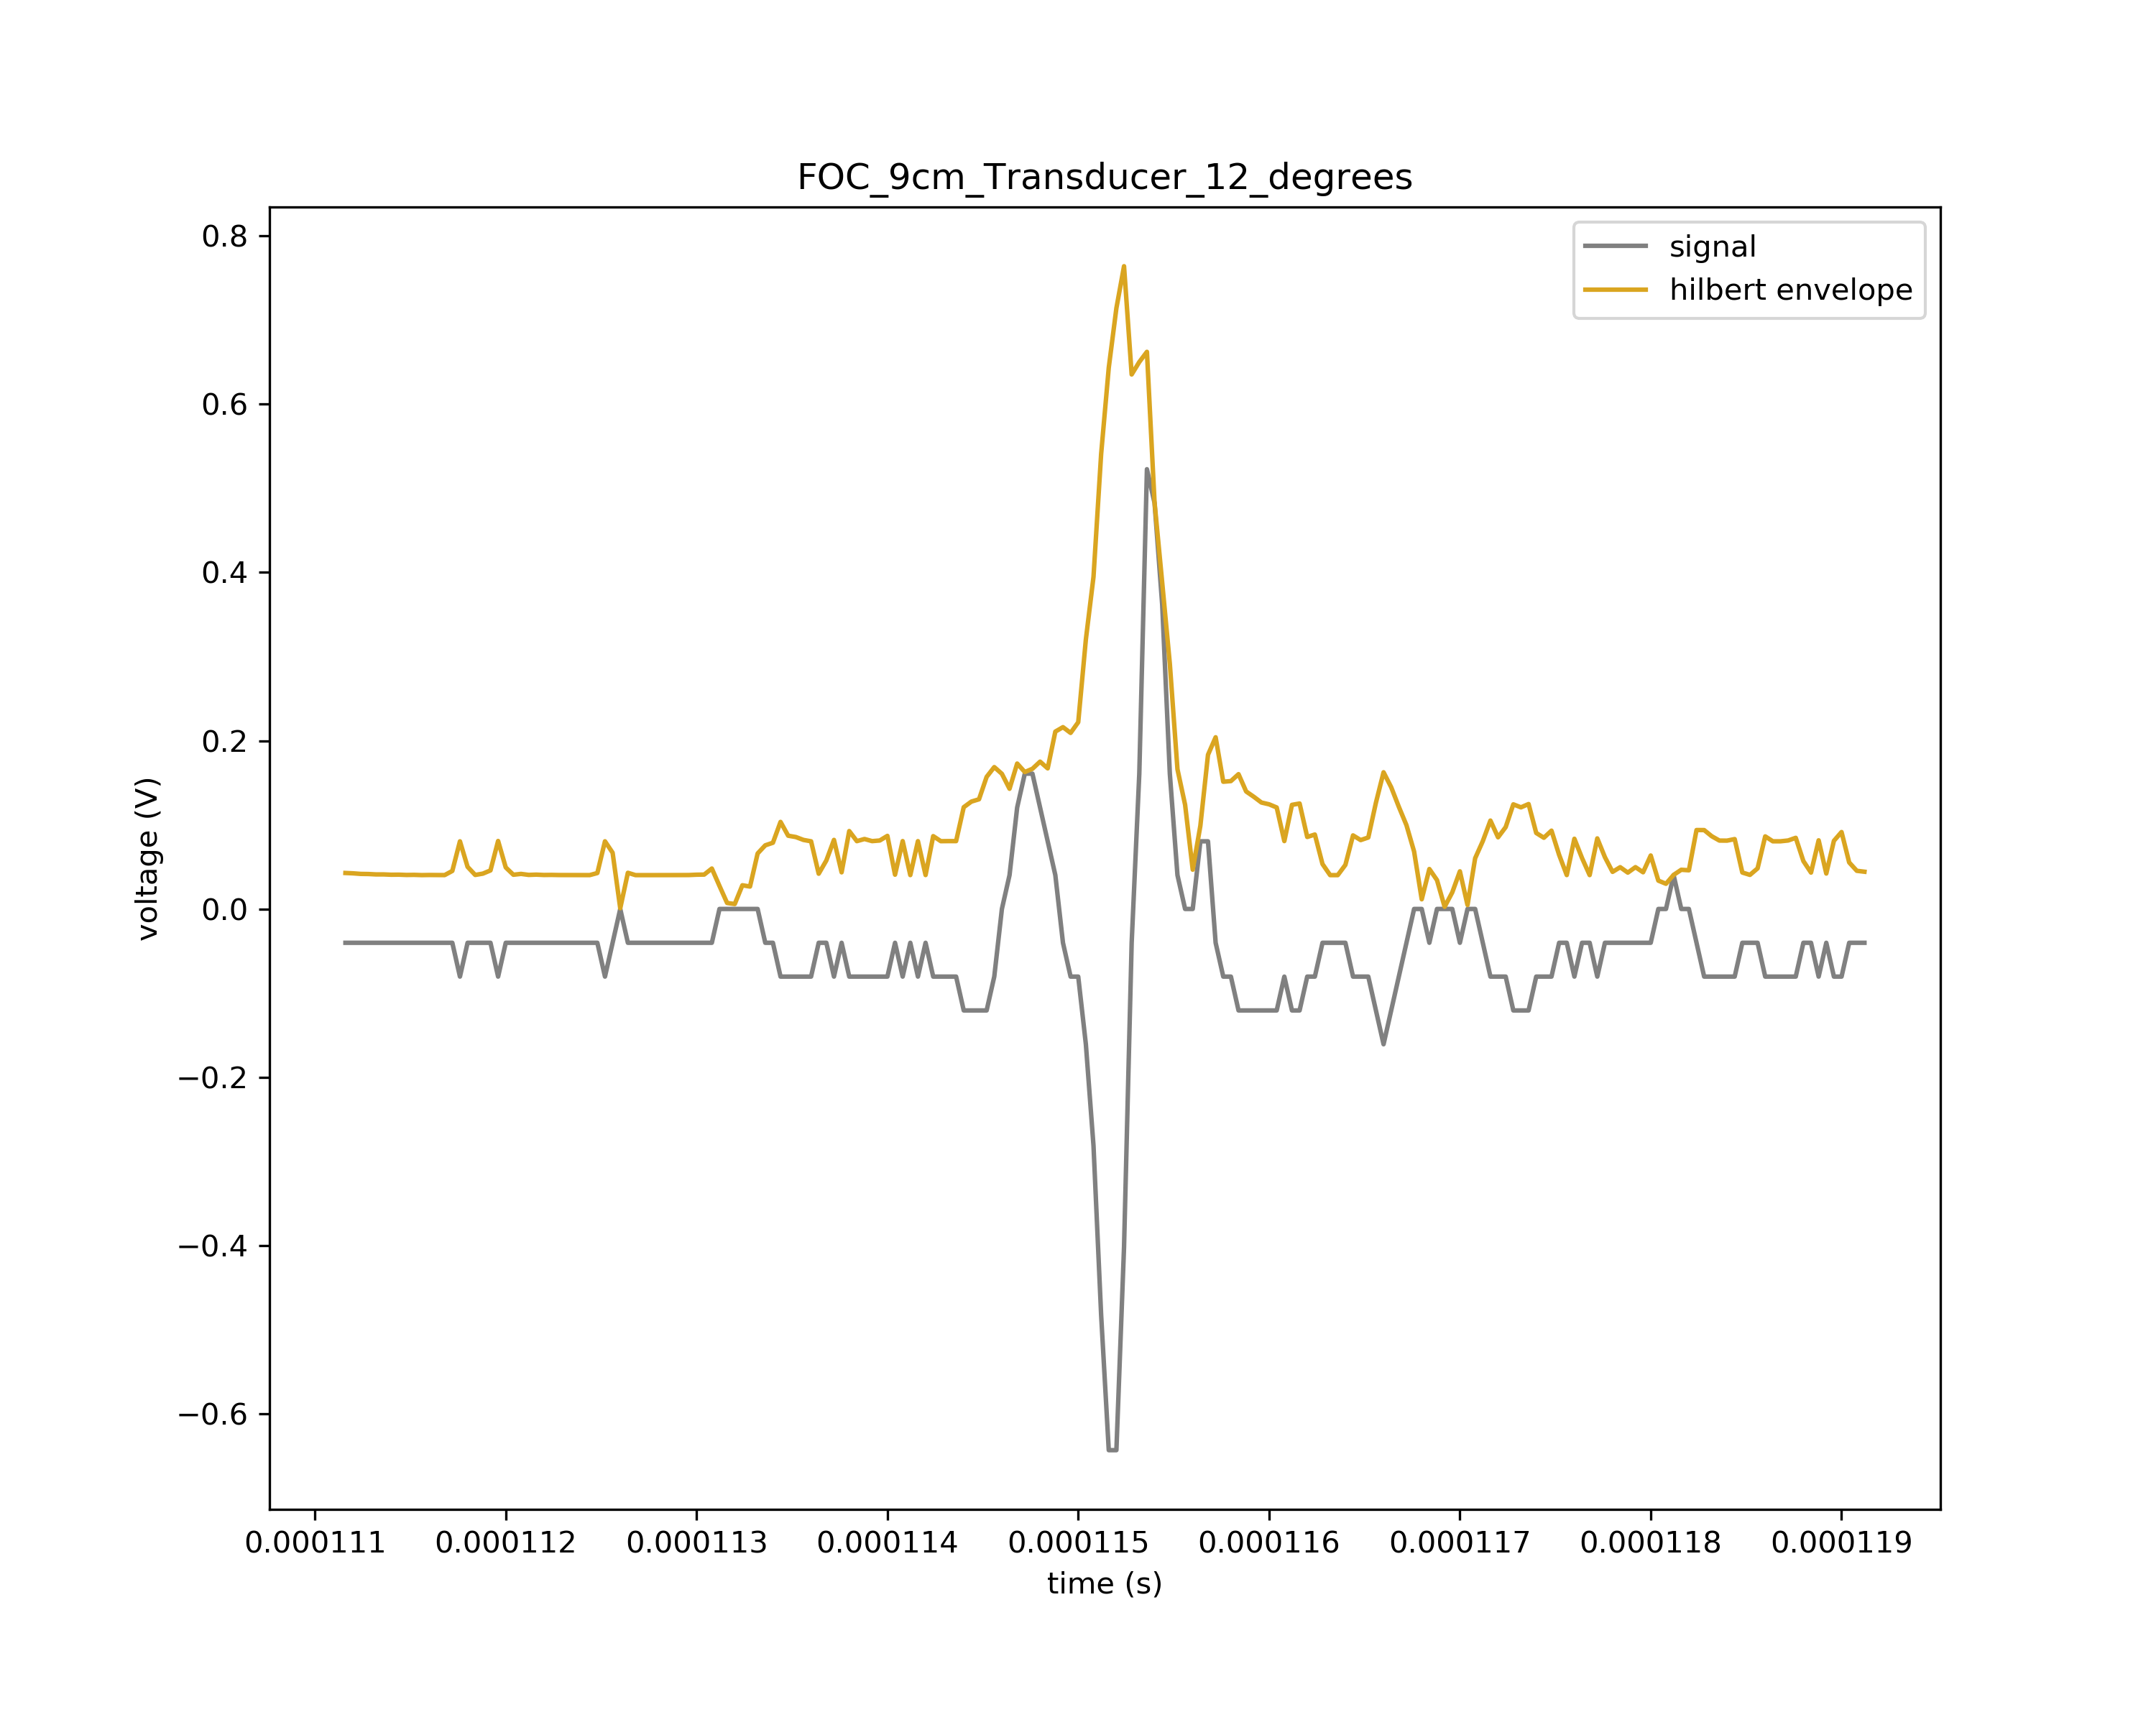 FOC_9cm_Transducer_12_degrees
signal
hilbert envelope
voltage (V)
0.8
0.6
0.4
0.2
0.0
−0.2
−0.4
−0.6
0.000111 0.000112 0.000113 0.000114 0.000115 0.000116 0.000117 0.000118 0.000119
time (s)